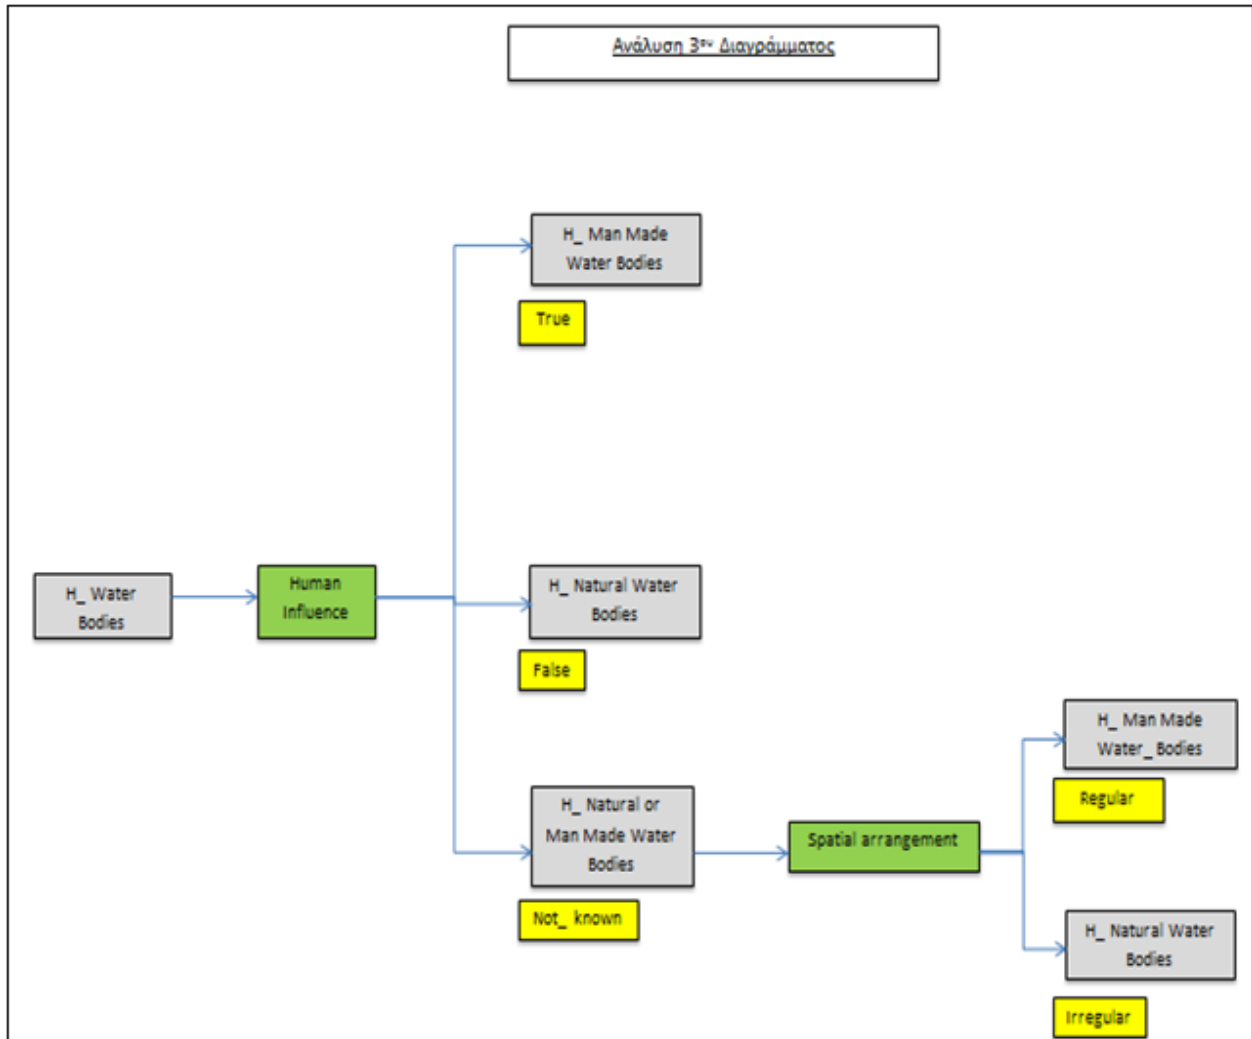 Ανάλυση 3ου Διαγράμματος
H_ Man Made
Water Bodies
True
H_ Water
Bodies
Human
Influence
H_ Natural Water
Bodies
False
H_ Natural or
Man Made Water
Bodies
Not_ known
Spatial arrangement
H_ Man Made
Water_ Bodies
Regular
H_ Natural Water
Bodies
Irregular